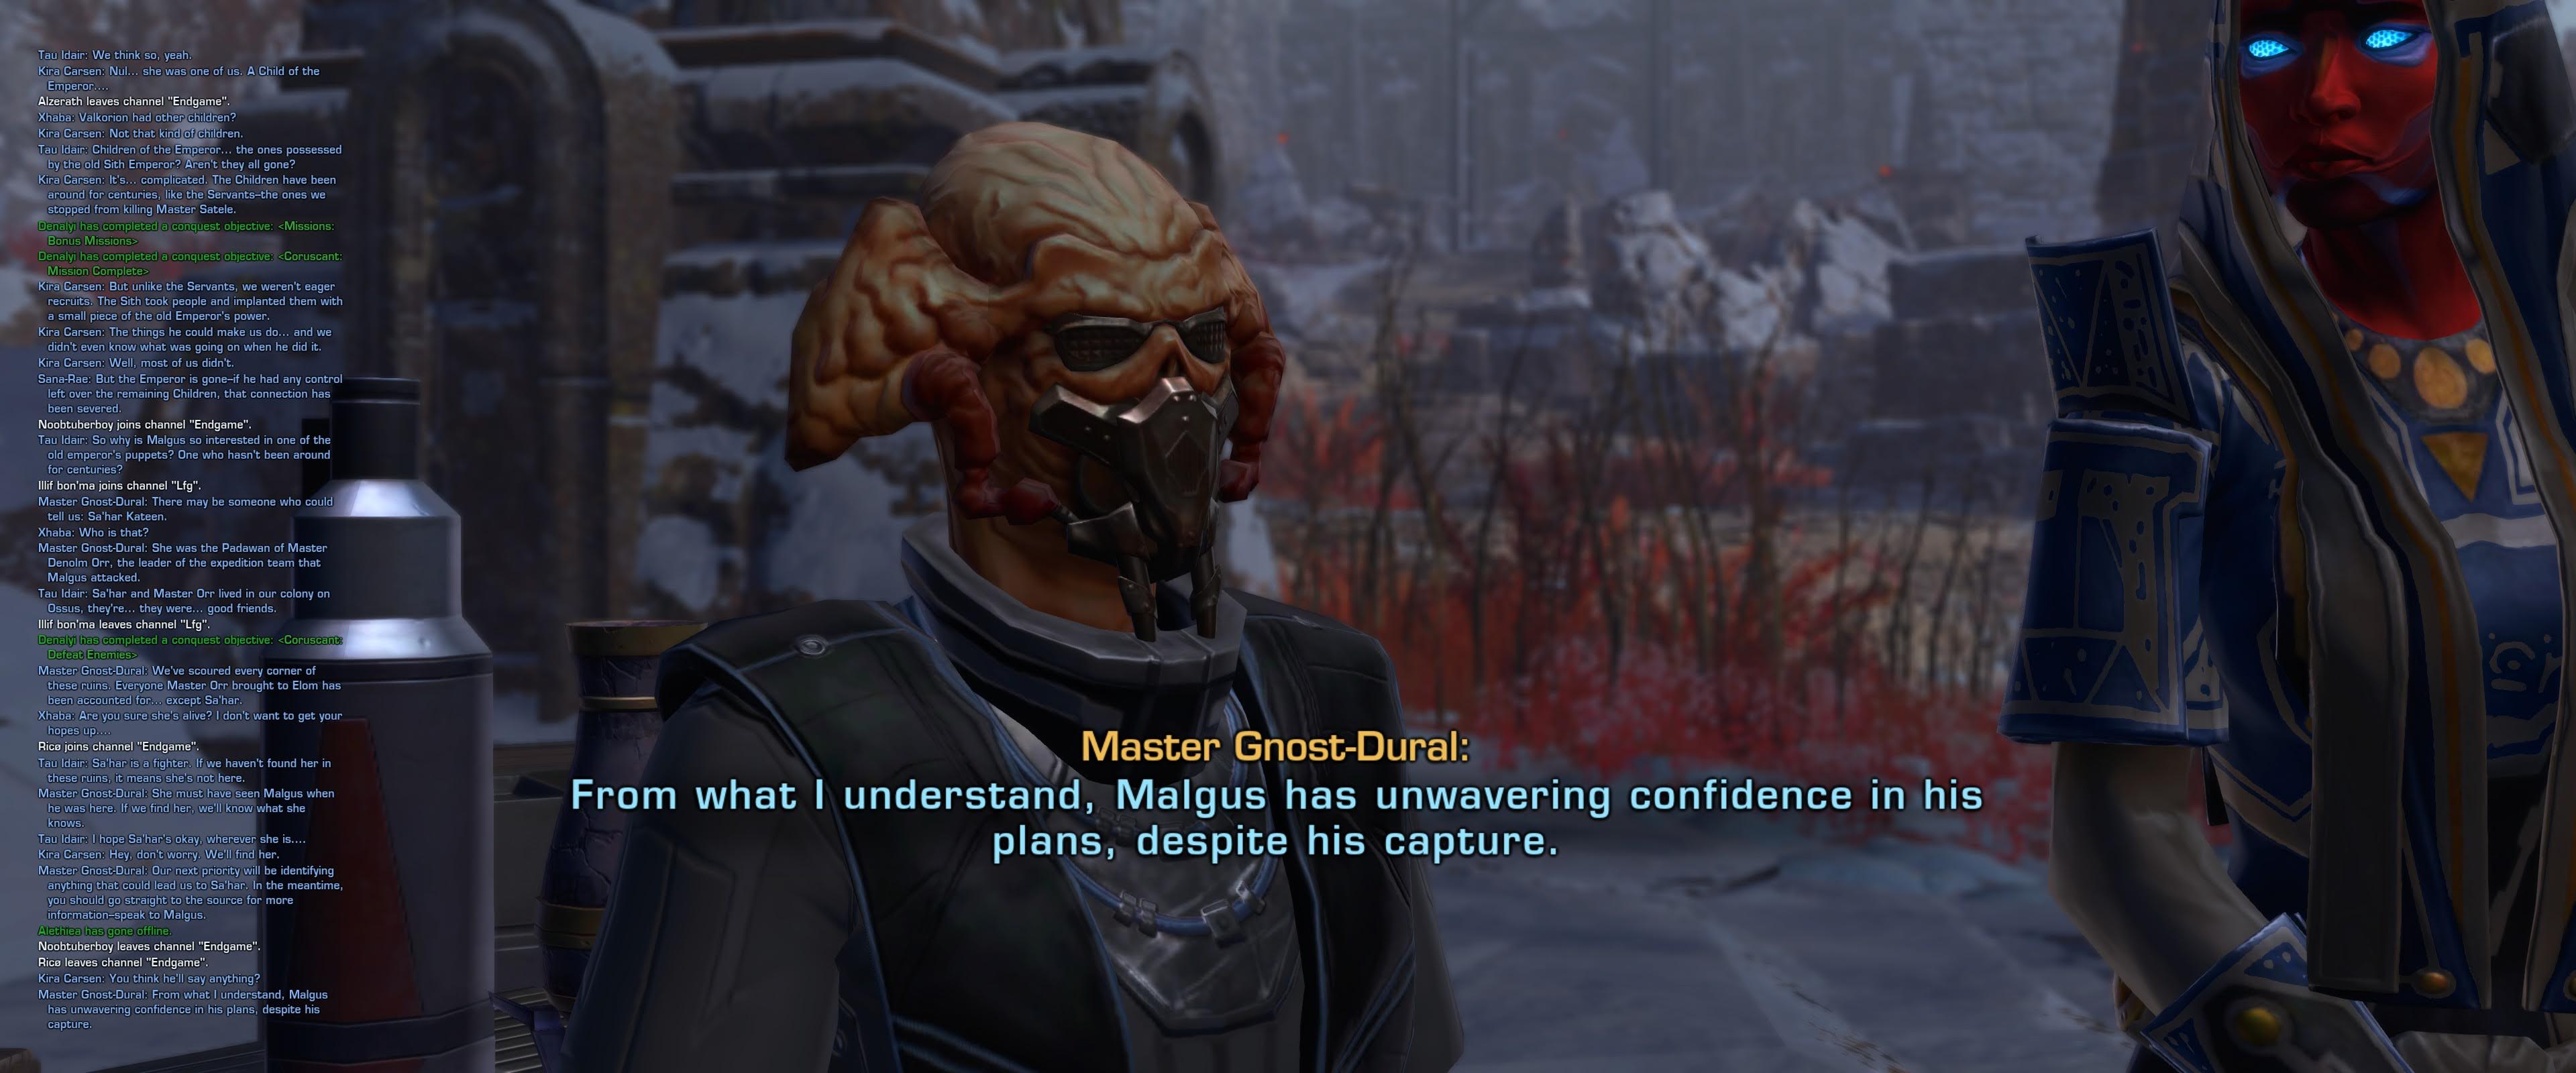 Tau Idair: We think so, yeah.
Kira Carsen: Nul... she was one of us. A Child of the
Emperor....
Alzerath leaves channel "Endgame".
Xhaba: Valkorion had other children?
Kira Carsen: Not that kind of children.
Tau Idair: Children of the Emperor... the ones possessed
by the old Sith Emperor? Aren't they all gone?
Kira Carsen: It's... complicated. The Children have been
around for centuries, like the Servants–the ones we
stopped from killing Master Satele.
Denalyi has completed a conquest objective: <Missions:
Bonus Missions>
Denalyi has completed a conquest objective: <Coruscant:
Mission Complete>
Kira Carsen: But unlike the Servants, we weren't eager
recruits. The Sith took people and implanted them with
a small piece of the old Emperor's power.
Kira Carsen: The things he could make us do... and we
didn't even know what was going on when he did it.
Kira Carsen: Well, most of us didn't.
Sana-Rae: But the Emperor is gone–if he had any control
left over the remaining Children, that connection has
been severed.
Noobtuberboy joins channel "Endgame".
Tau Idair: So why is Malgus so interested in one of the
old emperor's puppets? One who hasn't been around
for centuries?
Illif bon'ma joins channel "Lfg".
Master Gnost-Dural: There may be someone who could
tell us: Sa'har Kateen.
Xhaba: Who is that?
Master Gnost-Dural: She was the Padawan of Master
Denolm Orr, the leader of the expedition team that
Malgus attacked.
Tau Idair: Sa'har and Master Orr lived in our colony on
Ossus, they're... they were... good friends.
Illif bon'ma leaves channel "Lfg".
Denalyi has completed a conquest objective: <Coruscant:
Defeat Enemies>
Master Gnost-Dural: We've scoured every corner of
these ruins. Everyone Master Orr brought to Elom has
been accounted for... except Sa'har.
Xhaba: Are you sure she's alive? I don't want to get your
hopes up....
Ricø joins channel "Endgame".
Tau Idair: Sa'har is a fighter. If we haven't found her in
these ruins, it means she's not here.
Master Gnost-Dural: She must have seen Malgus when
he was here. If we find her, we'll know what she
knows.
Tau Idair: I hope Sa'har's okay, wherever she is....
Kira Carsen: Hey, don't worry. We'll find her.
Master Gnost-Dural: Our next priority will be identifying
anything that could lead us to Sa'har. In the meantime,
you should go straight to the source for more
information–speak to Malgus.
Alethiea has gone offline.
Noobtuberboy leaves channel "Endgame".
Ricø leaves channel "Endgame".
Kira Carsen: You think he'll say anything?
Master Gnost-Dural: From what I understand, Malgus
has unwavering confidence in his plans, despite his
capture.
Master Gnost-Dural:
From what I understand, Malgus has unwavering confidence in his
plans, despite his capture.